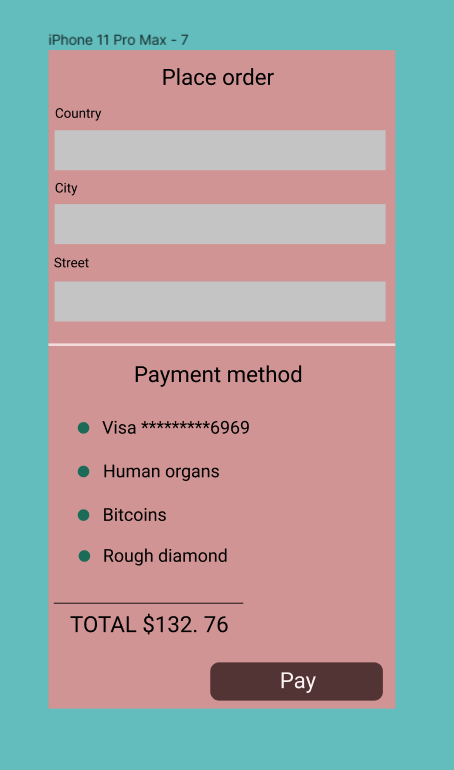 iPhone 11 Pro Max - 7
Place order
Country
City
Street
Payment method
Visa *********6969
Human organs
Bitcoins
Rough diamond
TOTAL $132. 76
Pay